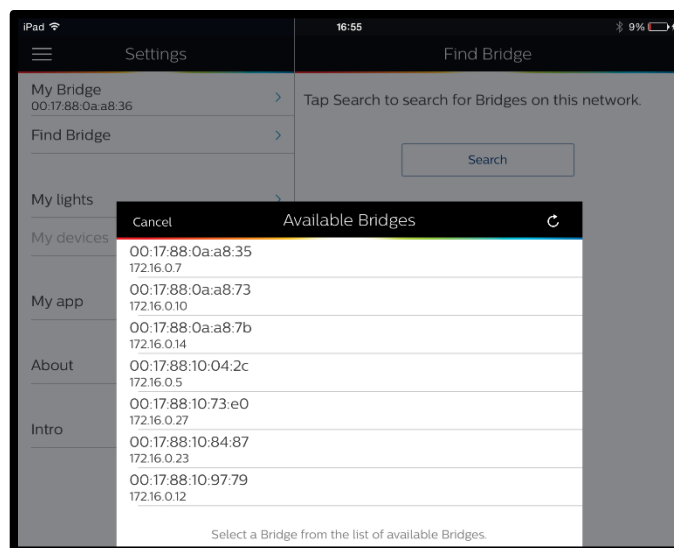 iPad 16:55 9%
Settings Find Bridge
My Bridge
00:17:88:0a:a8:36
Tap Search to search for Bridges on this network.
Find Bridge
Search
My lights
Cancel Available Bridges
My devices
00:17:88:0a:a8:35
172.16.0.7
00:17:88:0a:a8:73
172.16.0.10
My app
00:17:88:0a:a8:7b
172.16.0.14
About
00:17:88:10:04:2c
172.16.0.5
00:17:88:10:73:e0
172.16.0.27
Intro
00:17:88:10:84:87
172.16.0.23
00:17:88:10:97:79
172.16.0.12
Select a Bridge from the list of available Bridges.